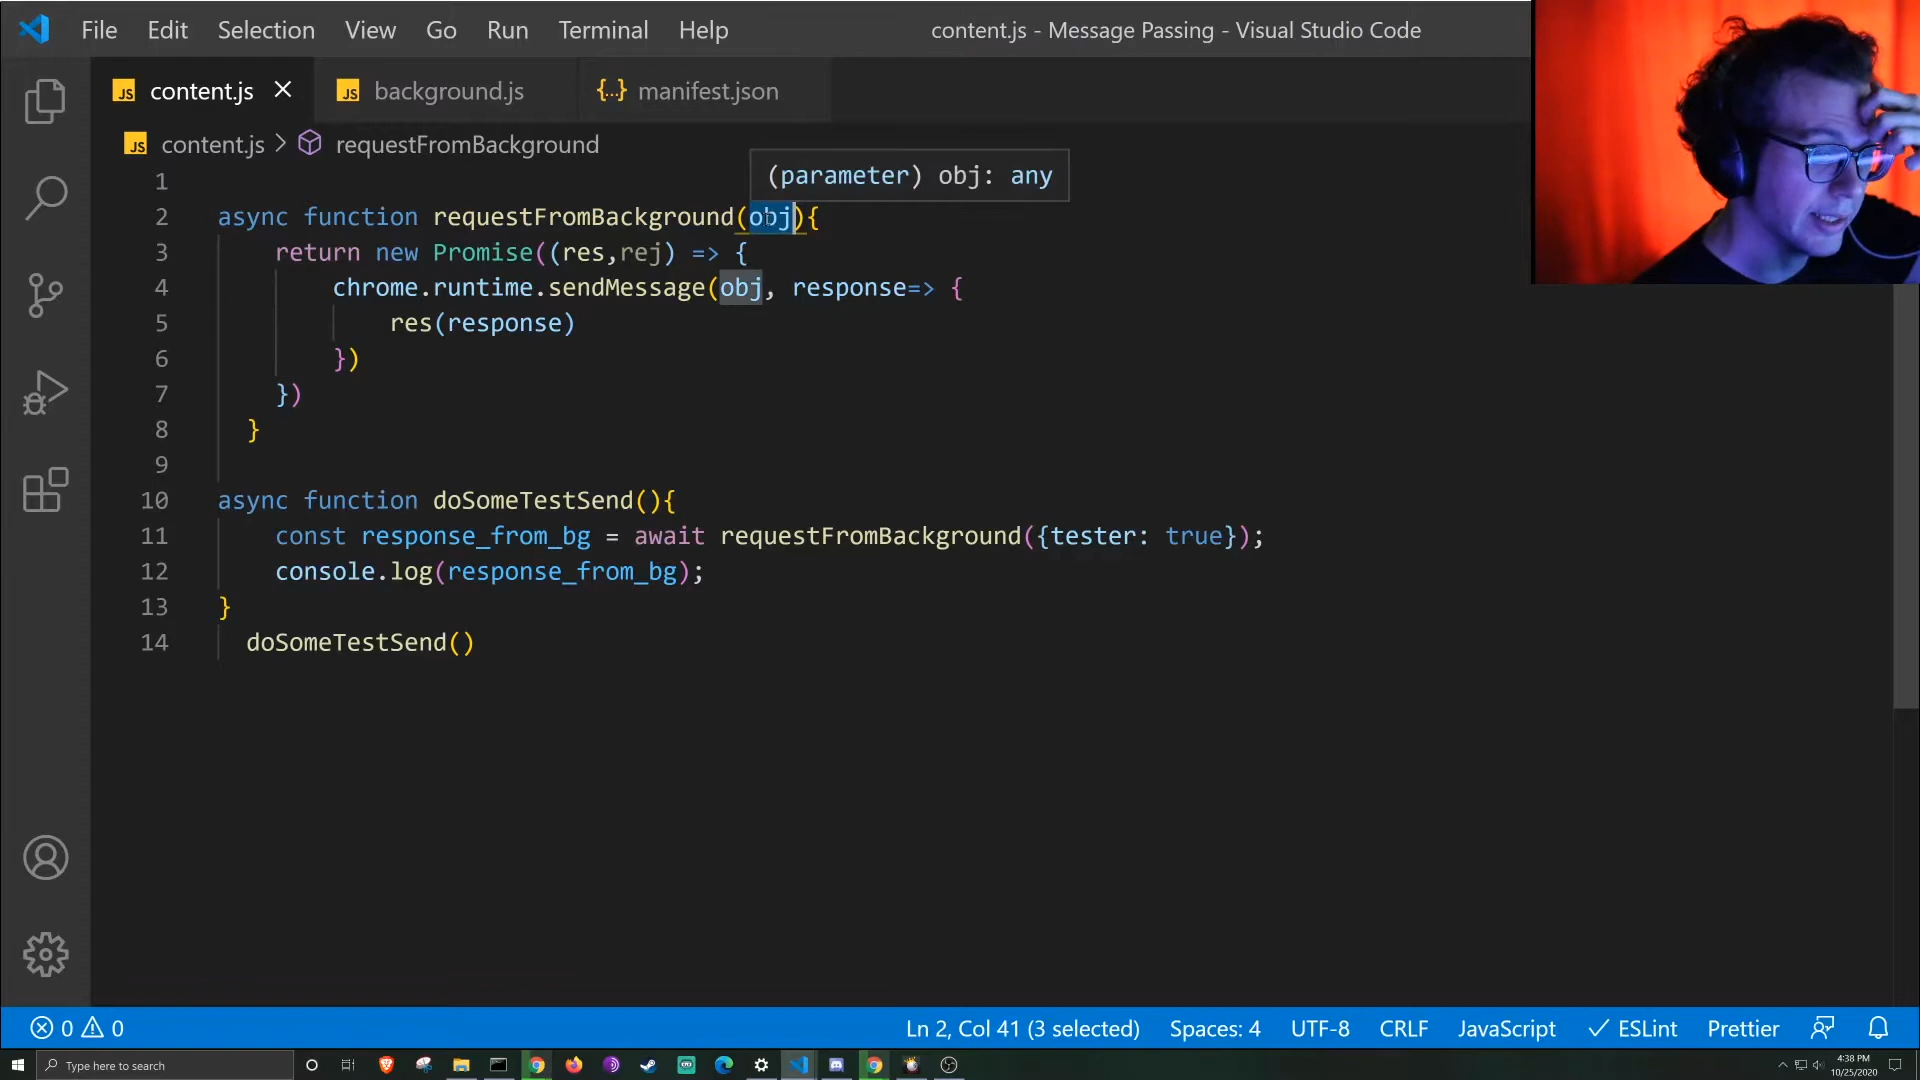 File Edit Selection View Go Run Terminal Help content.js - Message Passing - Visual Studio Code
JS content.js JS background.js {..} manifest.json
JS content.js > requestFromBackground
(parameter) obj: any
1
2 async function requestFromBackground(obj){
3 return new Promise((res,rej) => {
4 chrome.runtime.sendMessage(obj, response=> {
5 res(response)
6 })
7 })
8 }
9
10 async function doSomeTestSend(){
11 const response_from_bg = await requestFromBackground({tester: true});
12 console.log(response_from_bg);
13 }
14 doSomeTestSend()
0 0 Ln 2, Col 41 (3 selected) Spaces: 4 UTF-8 CRLF JavaScript ESLint Prettier
Type here to search
4:38 PM
10/25/2020